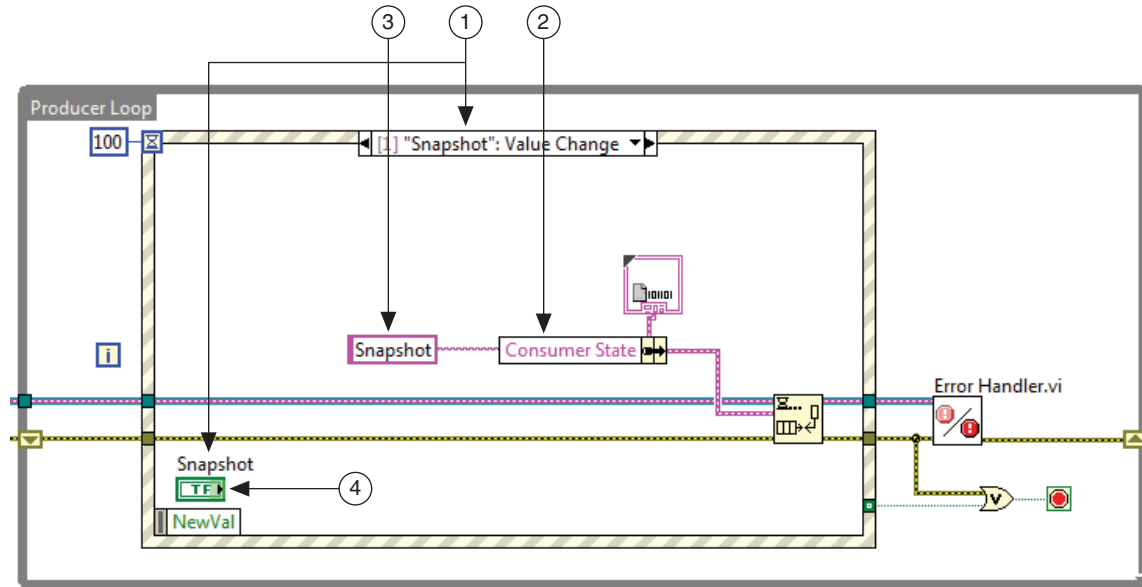 3
1
2
Producer Loop
100
[1] "Snapshot": Value Change
Snapshot
Consumer State
i
Error Handler.vi
Snapshot
TF
4
NewVal